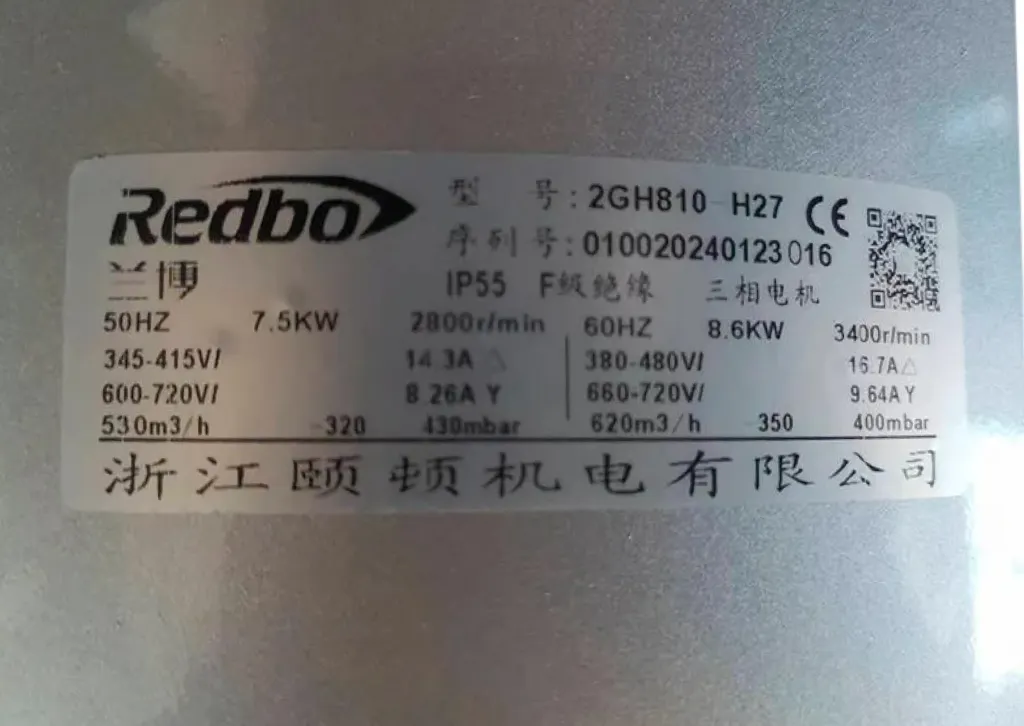 Redbo
兰博
型 号: 2GH810 H27 CE
序列号: 010020240123016
IP55 F级绝缘 三相电机
50HZ 7.5KW 2800r/min 60HZ 8.6KW 3400r/min
345-415V/ 14.3A △ 380-480V/ 16.7A△
600-720V/ 8.26A Y 660-720V/ 9.64A Y
530m3/h -320 430mbar 620m3/h -350 400mbar
浙江颐顿机电有限公司